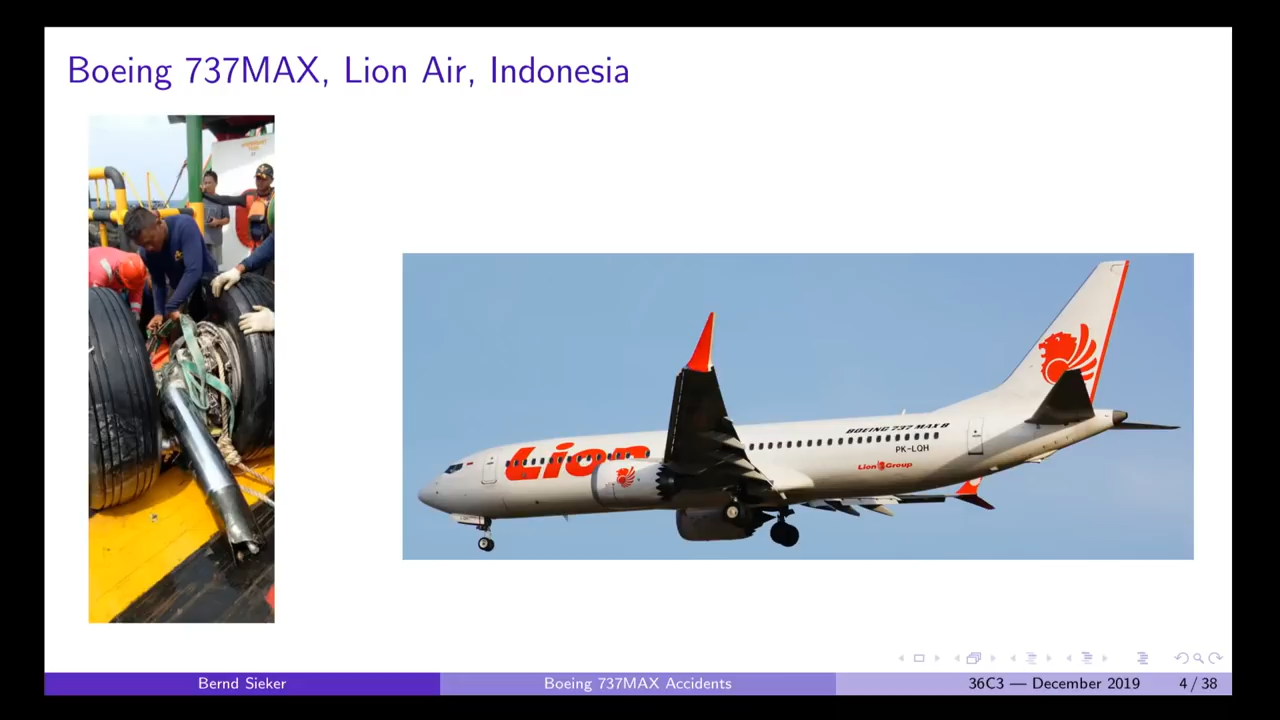 Boeing 737MAX, Lion Air, Indonesia
Lion
BOEING 737 MAX 8
PK-LQH
Lion Group
Bernd Sieker
Boeing 737MAX Accidents
36C3 — December 2019
4 / 38